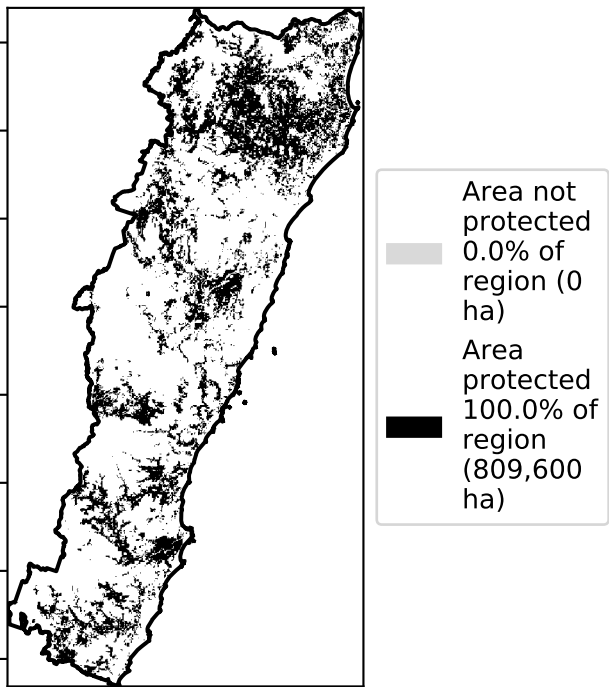 Area not
protected
0.0% of
region (0
ha)
Area
protected
100.0% of
region
(809,600
ha)